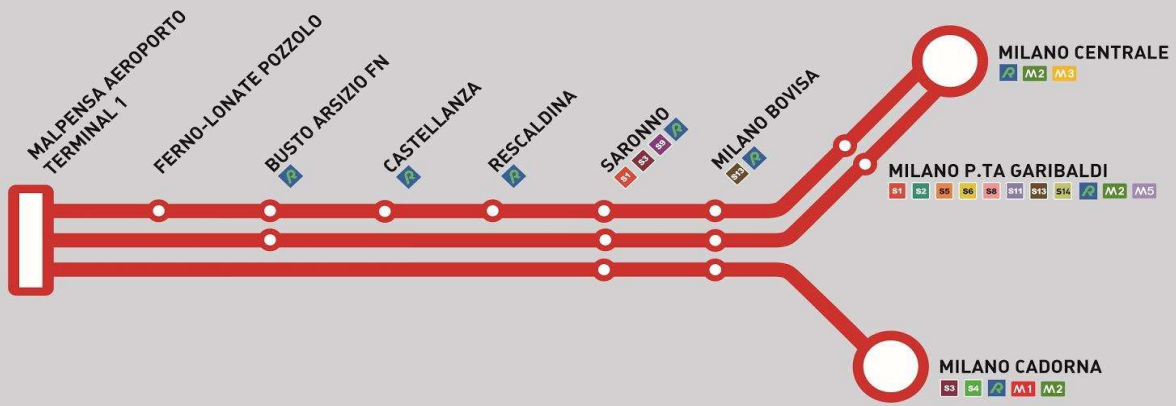 MALPENSA AEROPORTO
TERMINAL 1
FERNO-LONATE POZZOLO
BUSTO ARSIZIO FN
R
CASTELLANZA
R
RESCALDINA
R
SARONNO
S1 S3 S9 R
MILANO BOVISA
S13 R
MILANO CENTRALE
R M2 M3
MILANO P.TA GARIBALDI
S1 S2 S5 S6 S8 S11 S13 S14 R M2 M5
MILANO CADORNA
S3 S4 R M1 M2